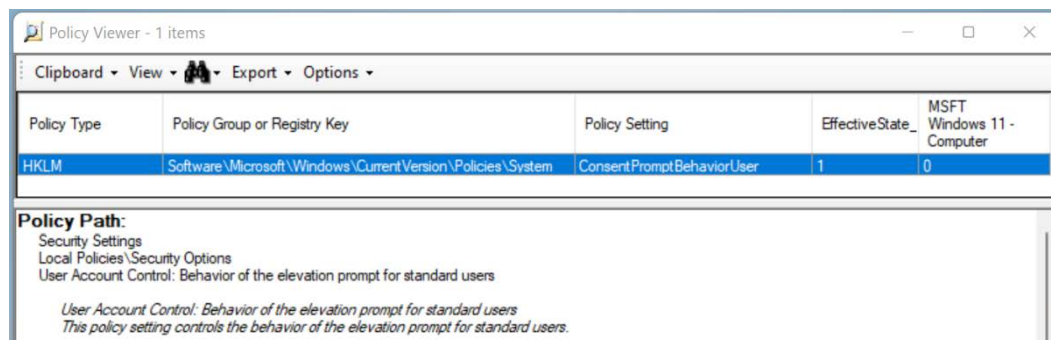 Policy Viewer - 1 items
Clipboard View Export Options
Policy Type Policy Group or Registry Key Policy Setting EffectiveState_ MSFT Windows 11 - Computer
HKLM Software\Microsoft\Windows\CurrentVersion\Policies\System ConsentPromptBehaviorUser 1 0
Policy Path:
Security Settings
Local Policies\Security Options
User Account Control: Behavior of the elevation prompt for standard users
User Account Control: Behavior of the elevation prompt for standard users
This policy setting controls the behavior of the elevation prompt for standard users.